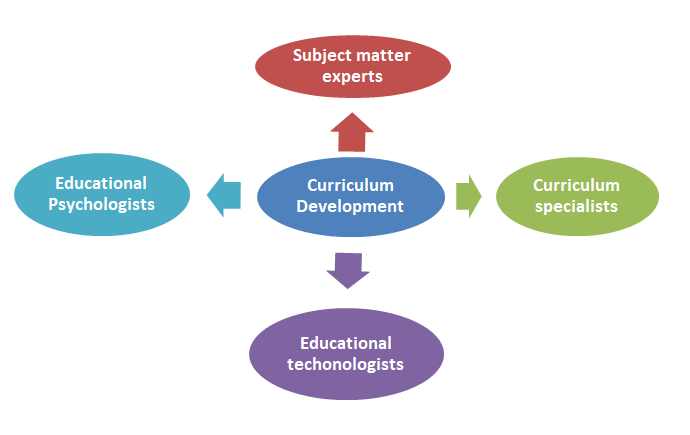 Subject matter
experts
Educational
Psychologists
Curriculum
Development
Curriculum
specialists
Educational
techonologists